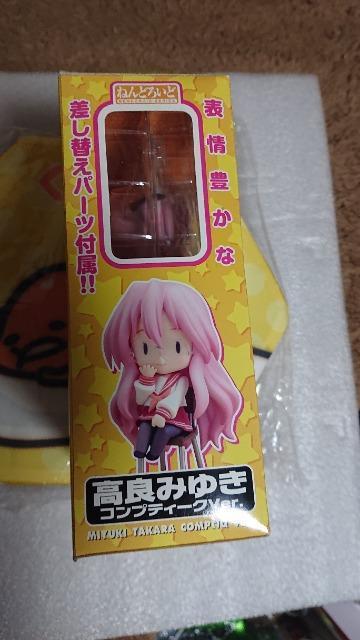 ねんどろいど
NENDOROID SERIES
表情豊かな
差し替えパーツ付属!!
高良みゆき
コンプティークVer.
MIYUKI TAKARA COMPTIQ